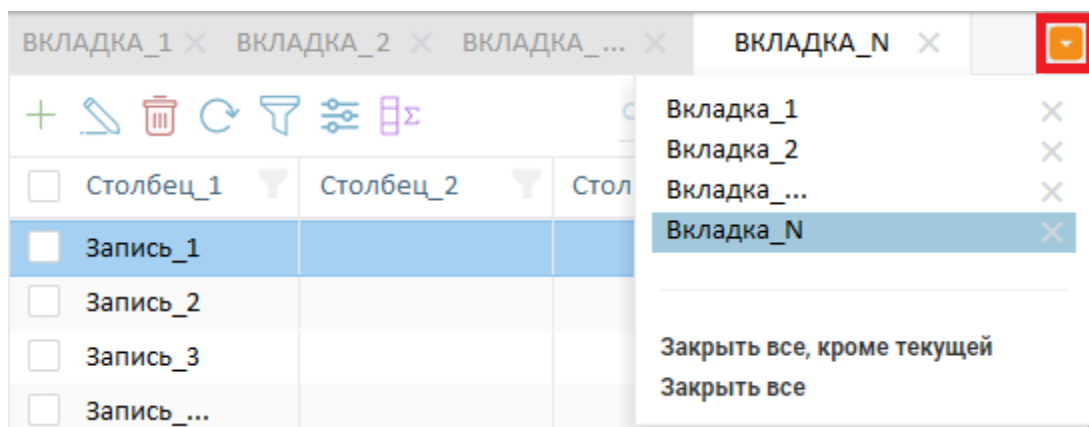 ВКЛАДКА_1 ВКЛАДКА_2 ВКЛАДКА_... ВКЛАДКА_N
Вкладка_1
Вкладка_2
Вкладка_...
Вкладка_N
Закрыть все, кроме текущей
Закрыть все
Σ
Столбец_1 Столбец_2 Стол
Запись_1
Запись_2
Запись_3
Запись_...